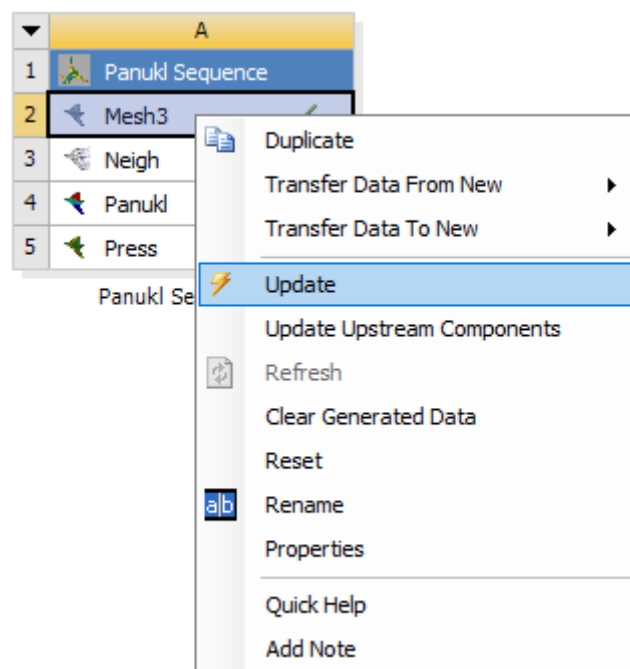 A
1 Panukl Sequence
2 Mesh3
3 Neigh
4 Panukl
5 Press
Panukl Se
Duplicate
Transfer Data From New
Transfer Data To New
Update
Update Upstream Components
Refresh
Clear Generated Data
Reset
a|b Rename
Properties
Quick Help
Add Note